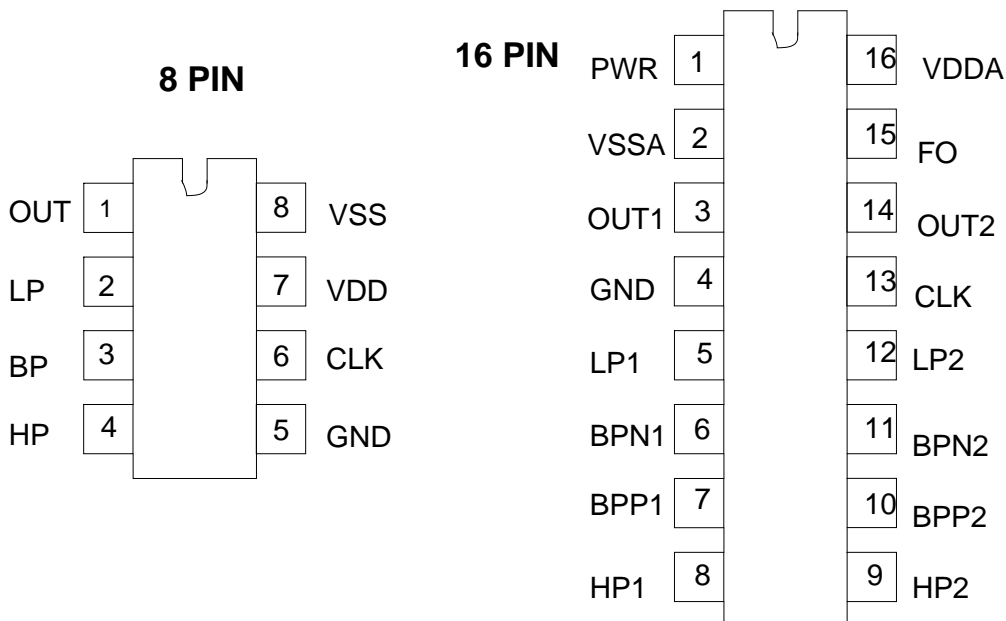 8 PIN
OUT 1 8 VSS
LP 2 7 VDD
BP 3 6 CLK
HP 4 5 GND
16 PIN
PWR 1 16 VDDA
VSSA 2 15 FO
OUT1 3 14 OUT2
GND 4 13 CLK
LP1 5 12 LP2
BPN1 6 11 BPN2
BPP1 7 10 BPP2
HP1 8 9 HP2